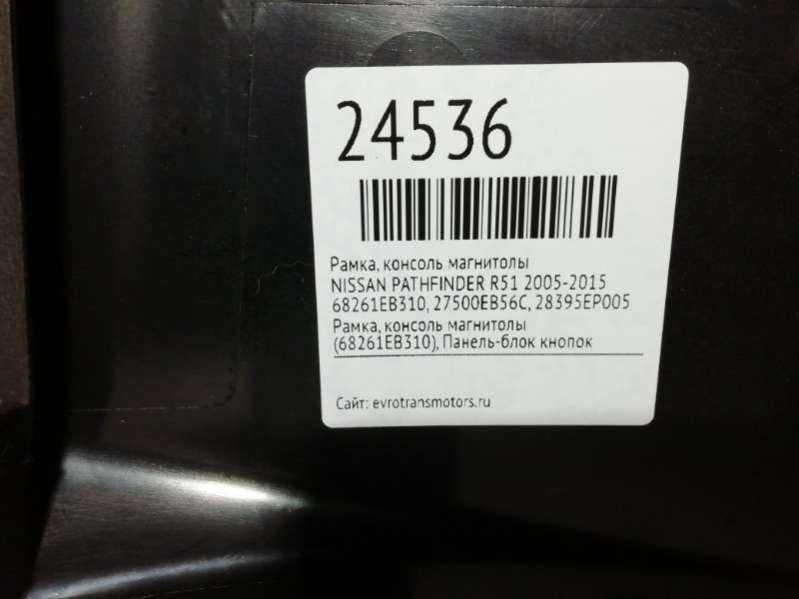 24536
Рамка, консоль магнитолы
NISSAN PATHFINDER R51 2005-2015
68261EB310, 27500EB56C, 28395EP005
Рамка, консоль магнитолы
(68261EB310), Панель-блок кнопок
Сайт: evrotransmotors.ru